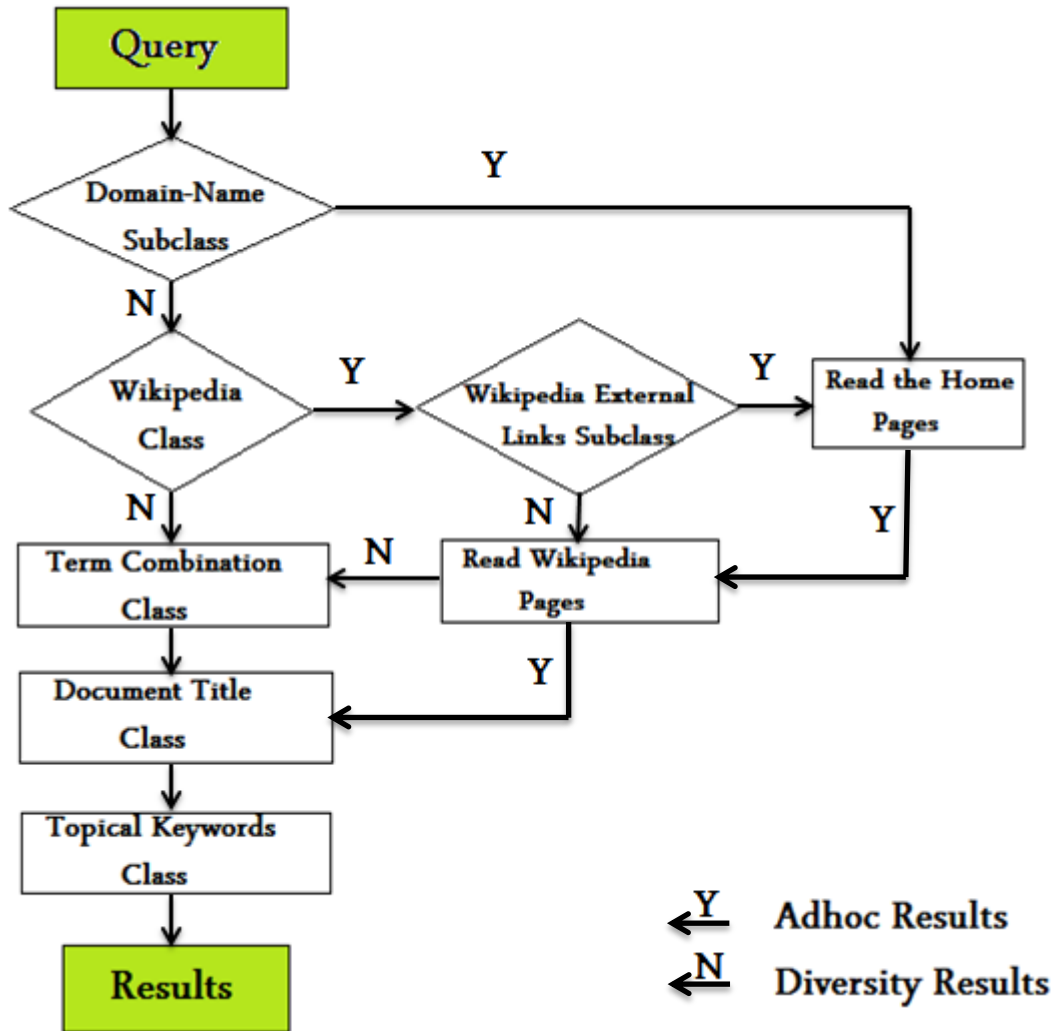 Query
Y
Domain-Name
Subclass
N
Wikipedia
Class
Y
Wikipedia External
Links Subclass
Y
Read the Home
Pages
N
N
Y
Term Combination
Class
N
Read Wikipedia
Pages
Y
Document Title
Class
Topical Keywords
Class
Y
Adhoc Results
N
Diversity Results
Results